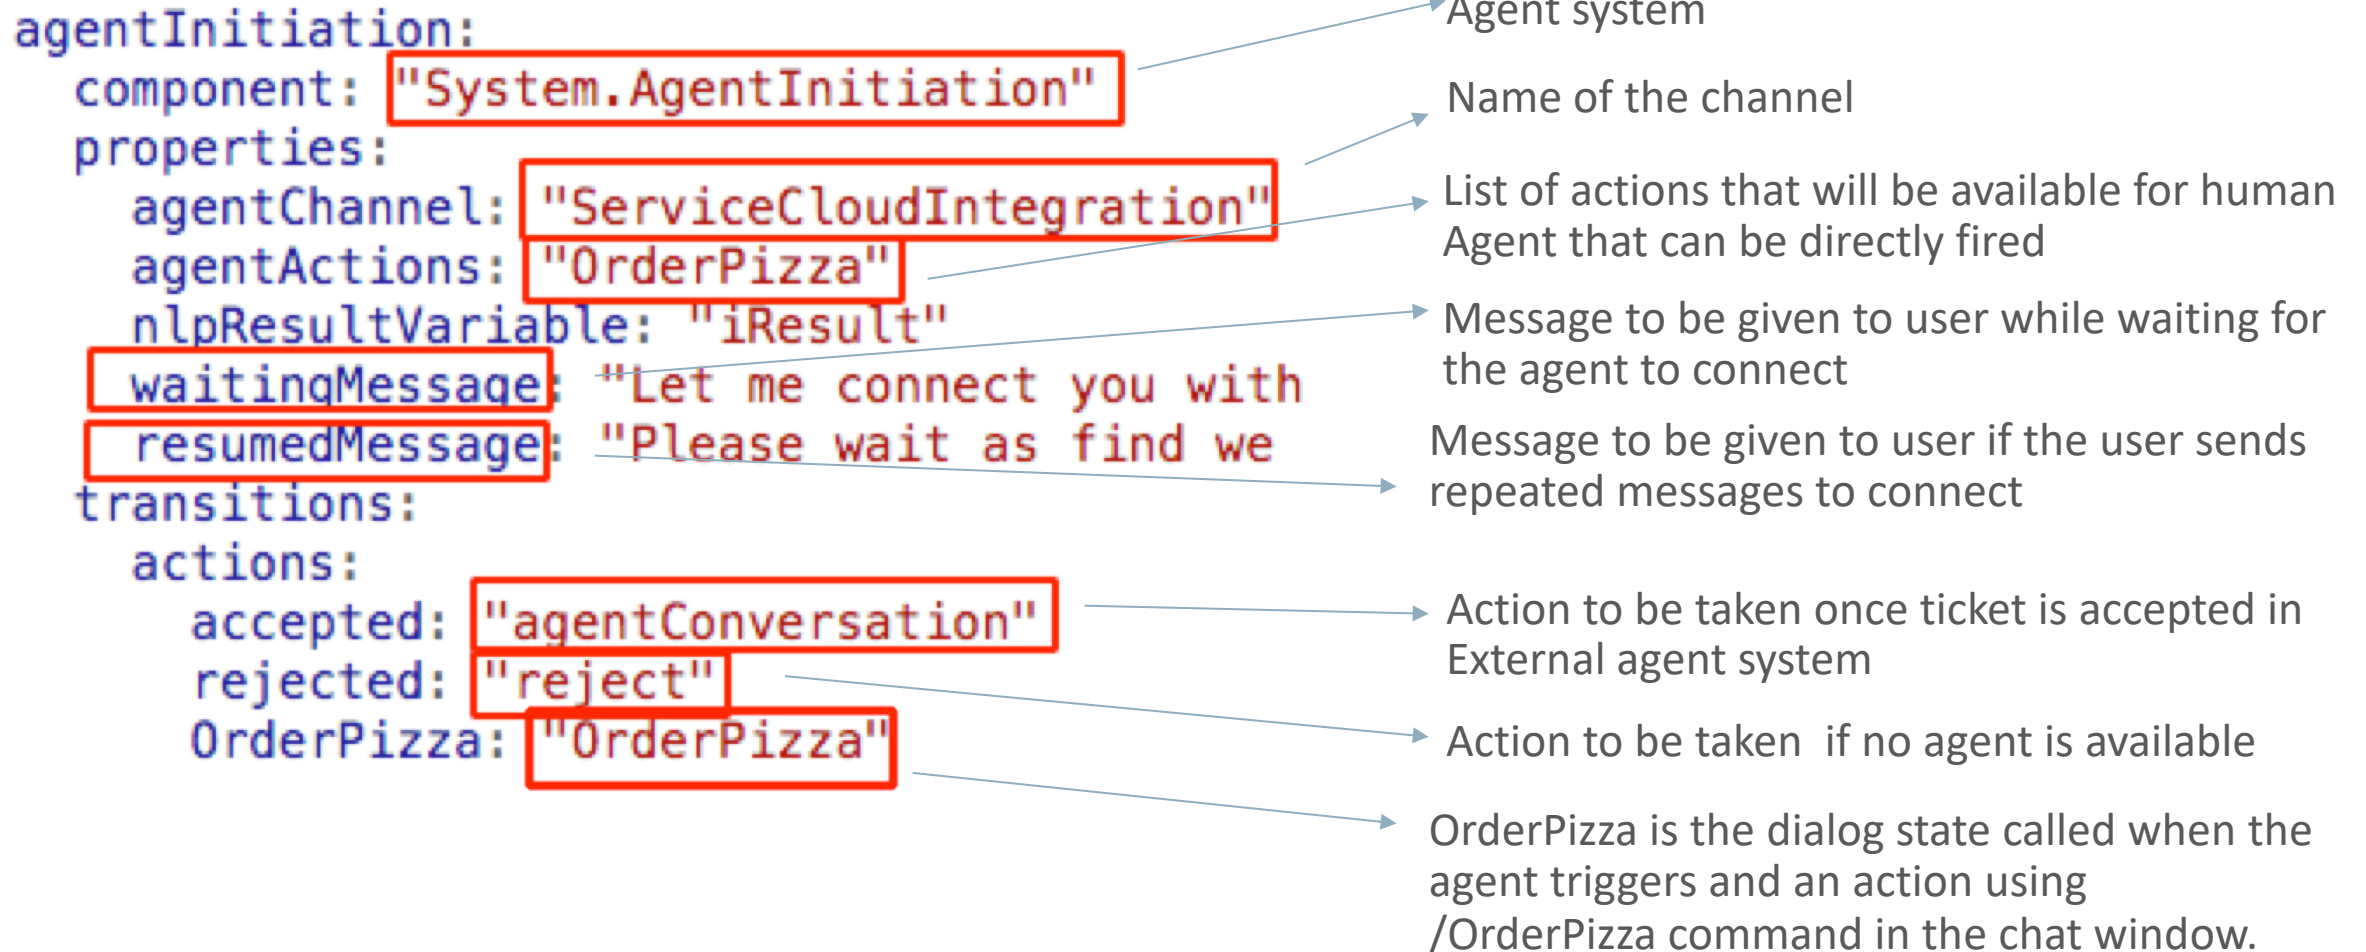 agentInitiation:
component: "System.AgentInitiation"
properties:
agentChannel: "ServiceCloudIntegration"
agentActions: "OrderPizza"
nlpResultVariable: "iResult"
waitingMessage: "Let me connect you with
resumedMessage: "Please wait as find we
transitions:
actions:
accepted: "agentConversation"
rejected: "reject"
OrderPizza: "OrderPizza"
Agent system
Name of the channel
List of actions that will be available for human
Agent that can be directly fired
Message to be given to user while waiting for
the agent to connect
Message to be given to user if the user sends
repeated messages to connect
Action to be taken once ticket is accepted in
External agent system
Action to be taken  if no agent is available
OrderPizza is the dialog state called when the
agent triggers and an action using
/OrderPizza command in the chat window.